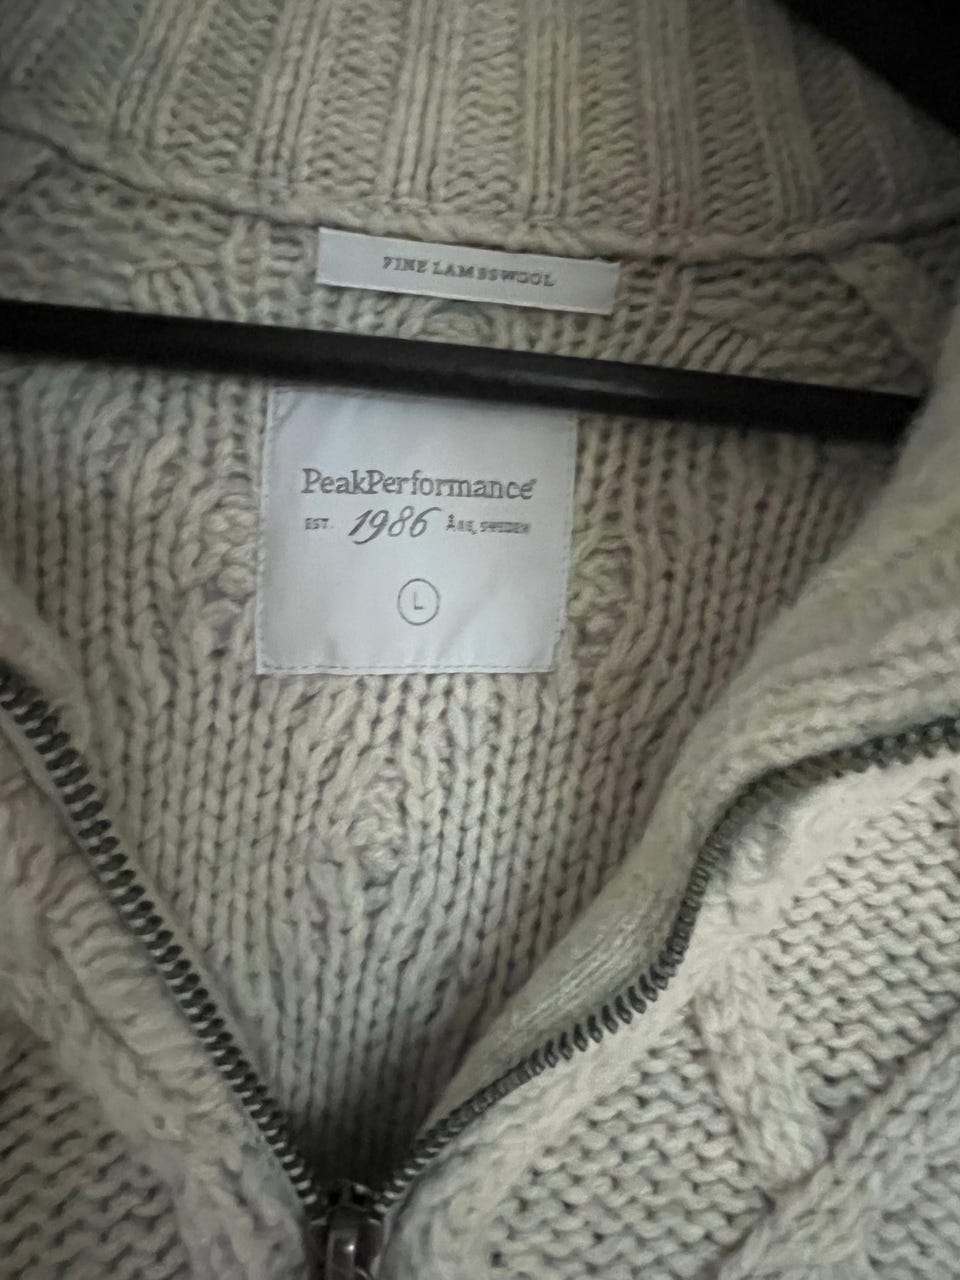 FINE LAMBSWOOL
PeakPerformance
EST. 1986 ÅRE, SWEDEN
L